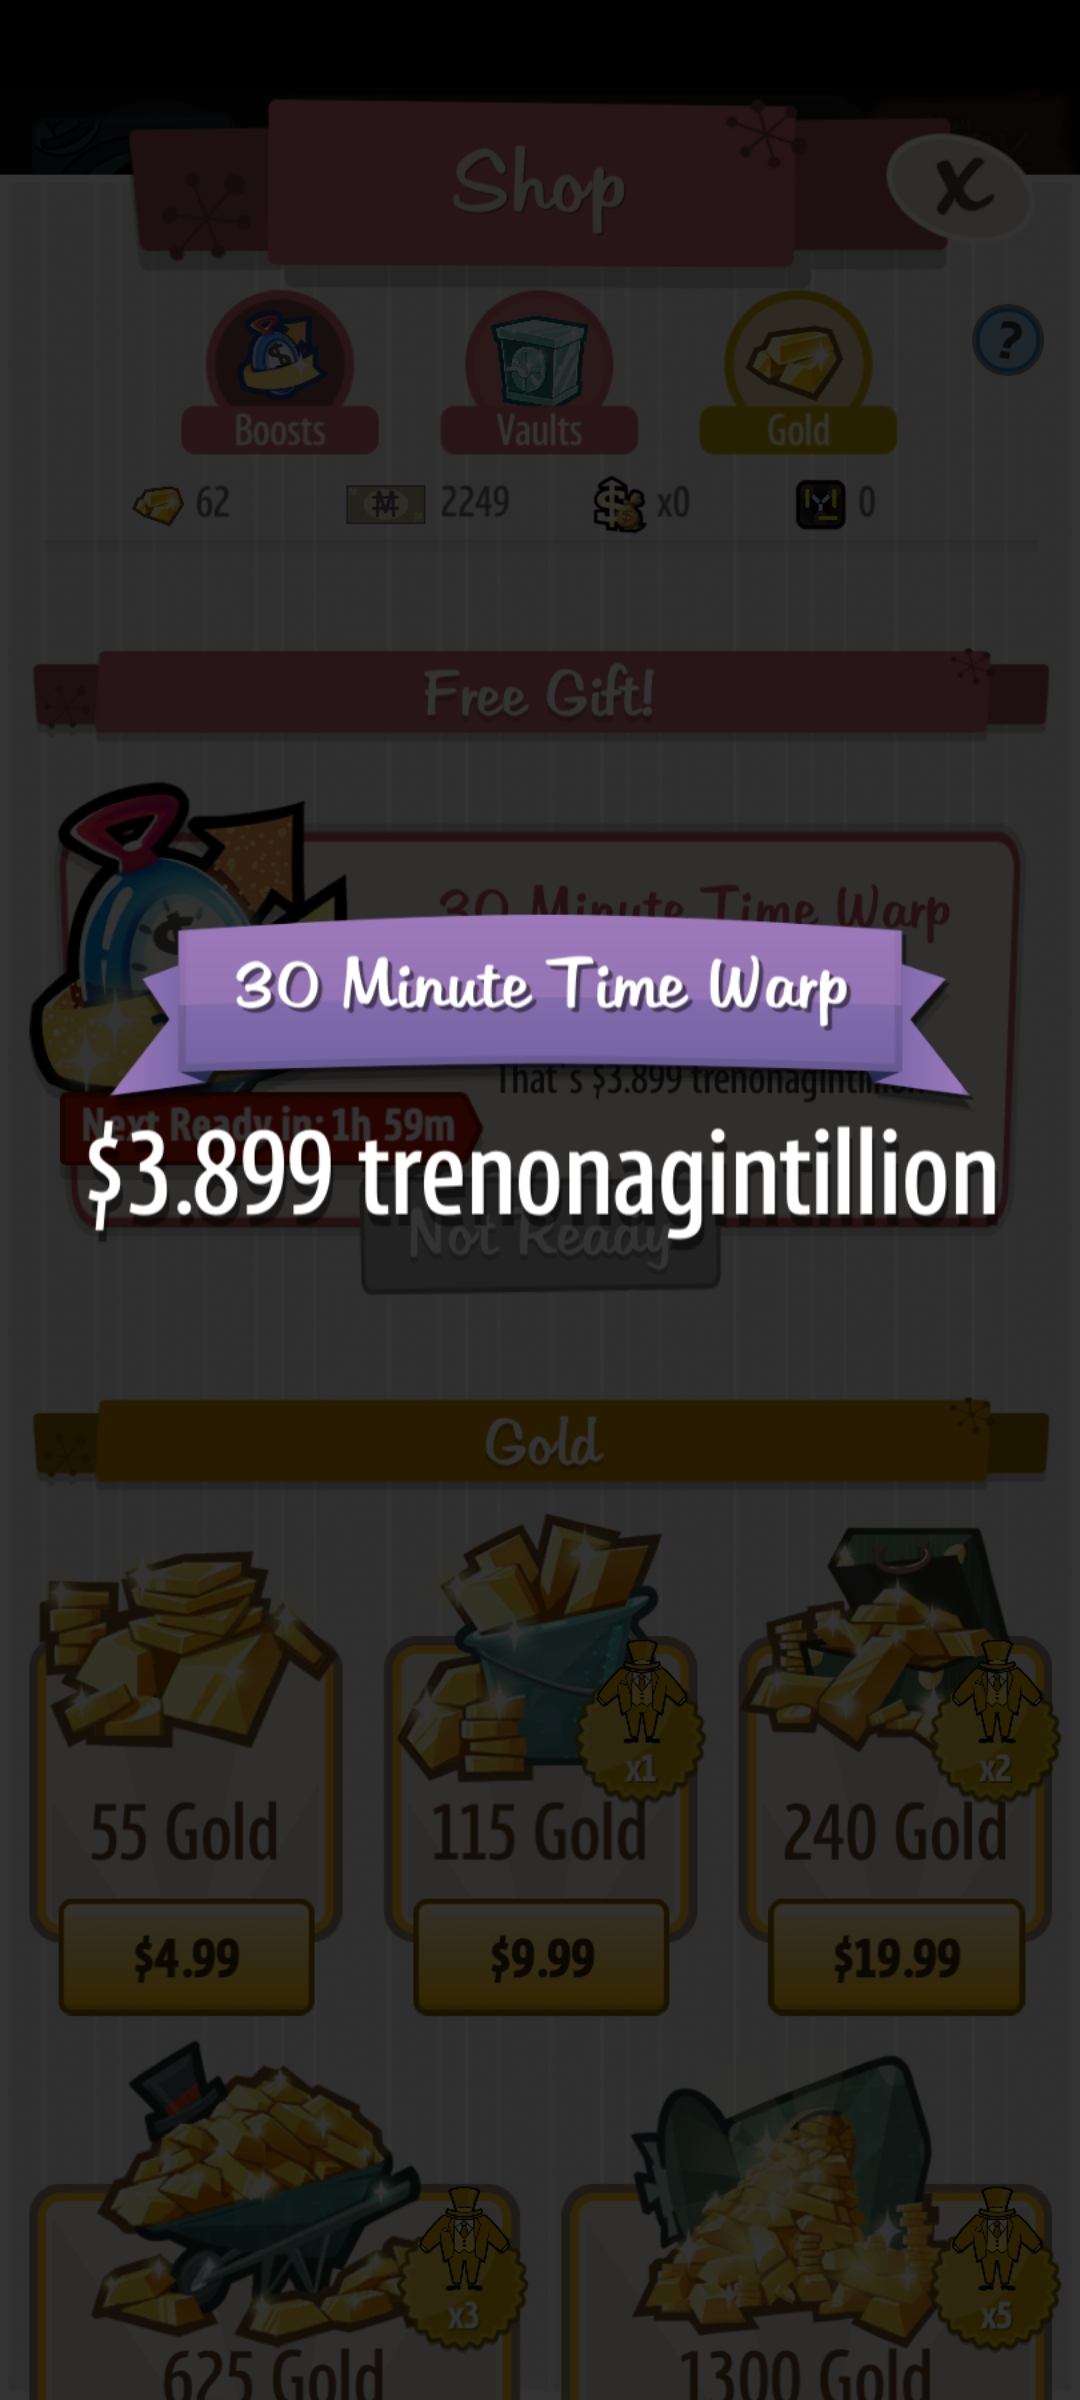 Shop
X
?
Boosts Vaults Gold
62 2249 x0 0
Free Gift!
30 Minute Time Warp
30 Minute Time Warp
That's $3.899 trenonagintillion
Next Ready in: 1h 59m
$3.899 trenonagintillion
Not Ready
Gold
x1 x2
55 Gold 115 Gold 240 Gold
$4.99 $9.99 $19.99
x3 x5
625 Gold 1300 Gold